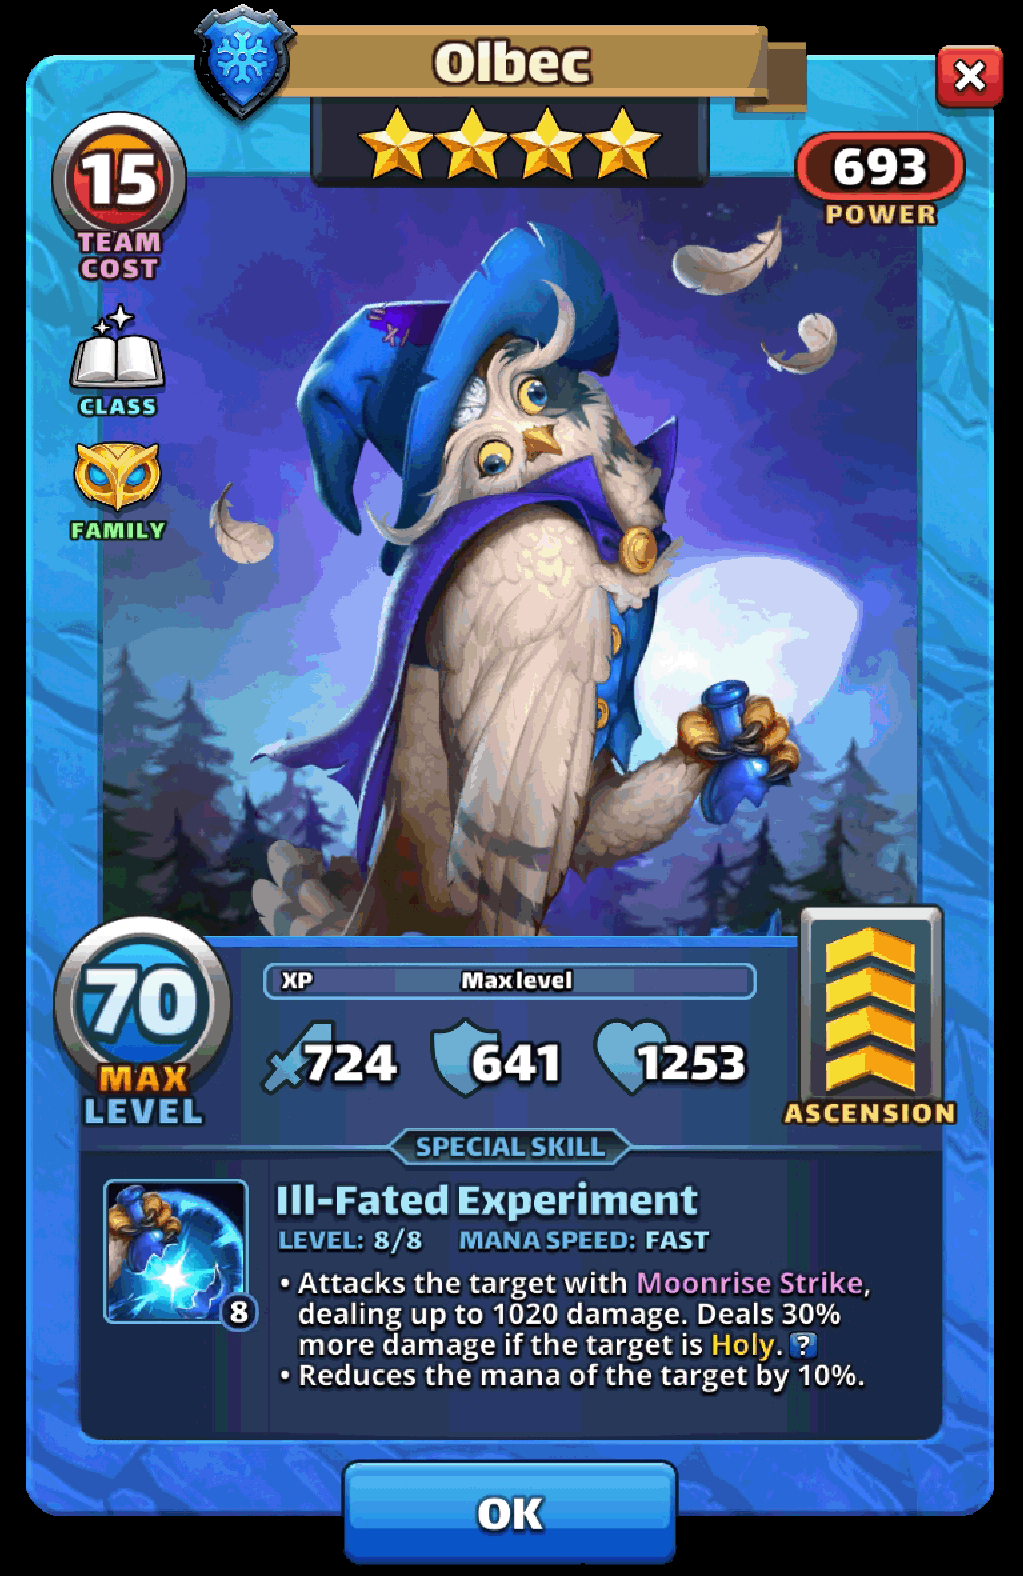 Olbec
15
TEAM
COST
693
POWER
CLASS
FAMILY
70
MAX
LEVEL
XP
Max level
724
641
1253
ASCENSION
SPECIAL SKILL
Ill-Fated Experiment
LEVEL: 8/8 MANA SPEED: FAST
8
• Attacks the target with Moonrise Strike,
dealing up to 1020 damage. Deals 30%
more damage if the target is Holy. ?
• Reduces the mana of the target by 10%.
OK